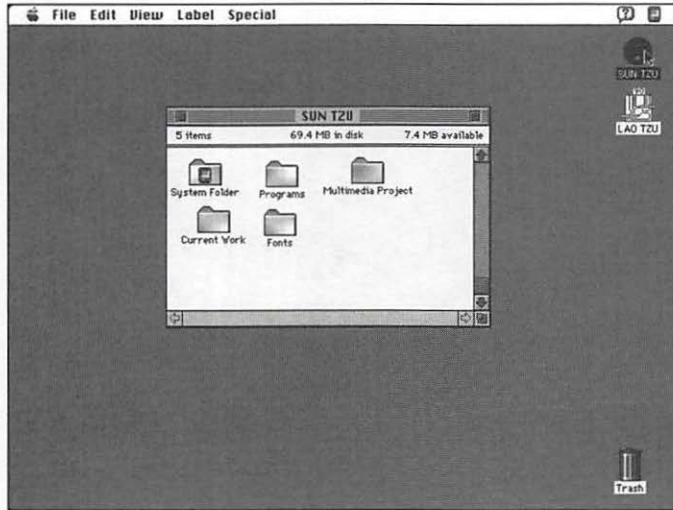 File Edit View Label Special
SUN TZU
LAO TZU
SUN TZU
5 items 69.4 MB in disk 7.4 MB available
System Folder Programs Multimedia Project
Current Work Fonts
Trash